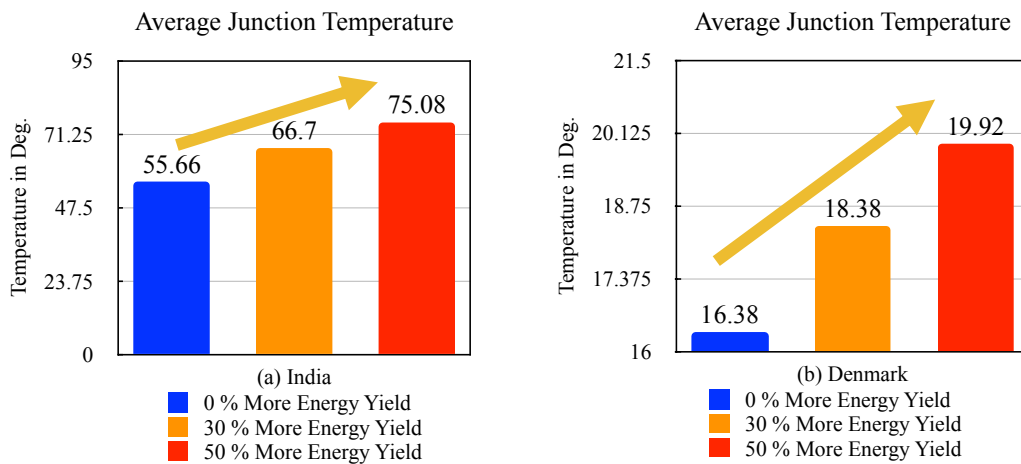 Average Junction Temperature
95
71.25
47.5
23.75
0
Temperature in Deg.
55.66
66.7
75.08
(a) India
0 % More Energy Yield
30 % More Energy Yield
50 % More Energy Yield
Average Junction Temperature
21.5
20.125
18.75
17.375
16
Temperature in Deg.
16.38
18.38
19.92
(b) Denmark
0 % More Energy Yield
30 % More Energy Yield
50 % More Energy Yield